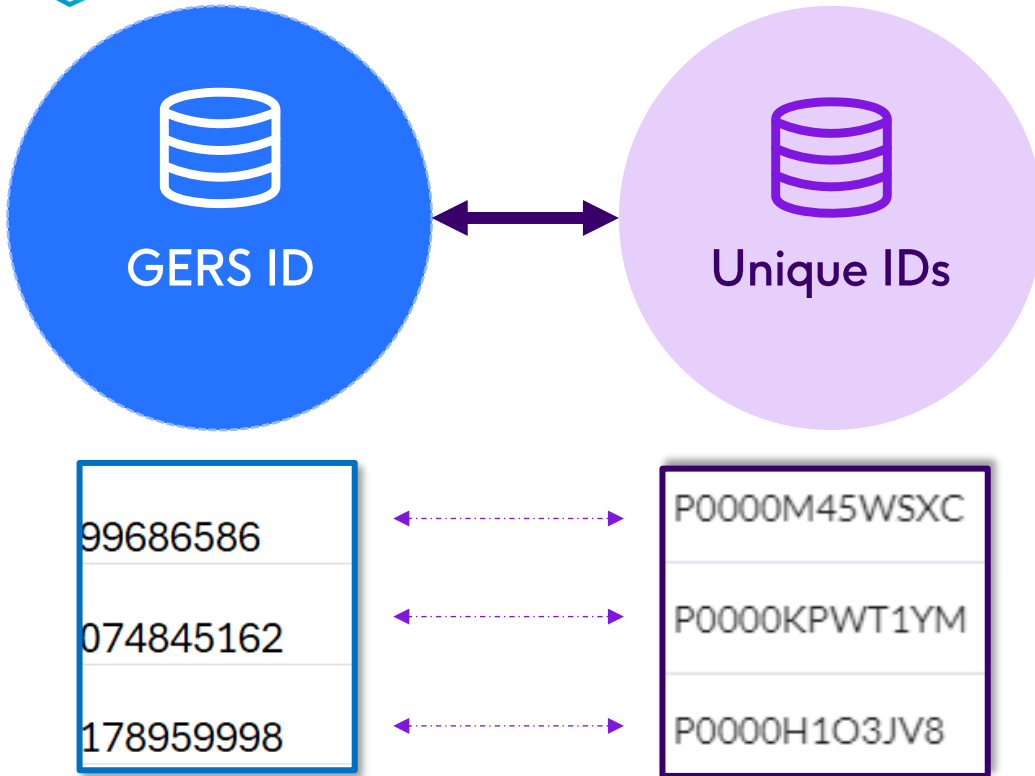 GERS ID
Unique IDs
99686586
P0000M45WSXC
074845162
P0000KPWT1YM
178959998
P0000H1O3JV8